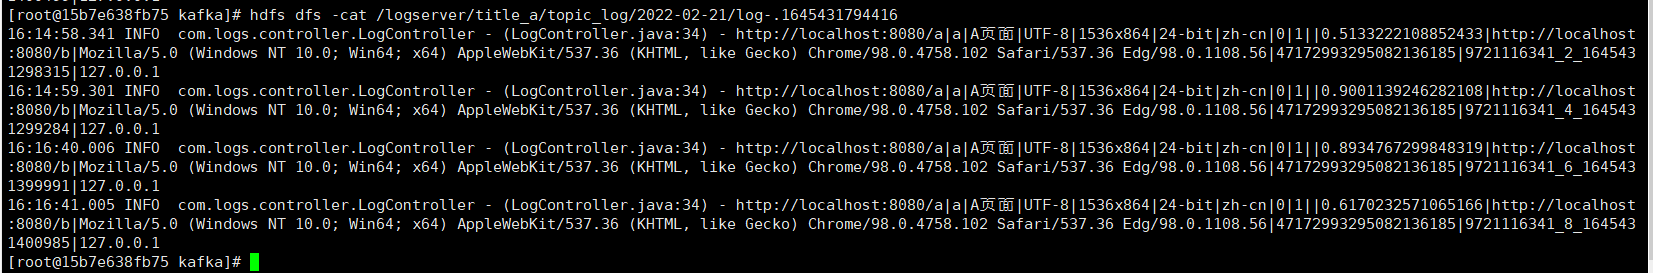 [root@15b7e638fb75 kafka]# hdfs dfs -cat /logserver/title_a/topic_log/2022-02-21/log-.1645431794416
16:14:58.341 INFO  com.logs.controller.LogController - (LogController.java:34) - http://localhost:8080/a|a|A页面|UTF-8|1536x864|24-bit|zh-cn|0|1||0.5133222108852433|http://localhost
:8080/b|Mozilla/5.0 (Windows NT 10.0; Win64; x64) AppleWebKit/537.36 (KHTML, like Gecko) Chrome/98.0.4758.102 Safari/537.36 Edg/98.0.1108.56|47172993295082136185|9721116341_2_164543
1298315|127.0.0.1
16:14:59.301 INFO  com.logs.controller.LogController - (LogController.java:34) - http://localhost:8080/a|a|A页面|UTF-8|1536x864|24-bit|zh-cn|0|1||0.9001139246282108|http://localhost
:8080/b|Mozilla/5.0 (Windows NT 10.0; Win64; x64) AppleWebKit/537.36 (KHTML, like Gecko) Chrome/98.0.4758.102 Safari/537.36 Edg/98.0.1108.56|47172993295082136185|9721116341_4_164543
1299284|127.0.0.1
16:16:40.006 INFO  com.logs.controller.LogController - (LogController.java:34) - http://localhost:8080/a|a|A页面|UTF-8|1536x864|24-bit|zh-cn|0|1||0.8934767299848319|http://localhost
:8080/b|Mozilla/5.0 (Windows NT 10.0; Win64; x64) AppleWebKit/537.36 (KHTML, like Gecko) Chrome/98.0.4758.102 Safari/537.36 Edg/98.0.1108.56|47172993295082136185|9721116341_6_164543
1399991|127.0.0.1
16:16:41.005 INFO  com.logs.controller.LogController - (LogController.java:34) - http://localhost:8080/a|a|A页面|UTF-8|1536x864|24-bit|zh-cn|0|1||0.6170232571065166|http://localhost
:8080/b|Mozilla/5.0 (Windows NT 10.0; Win64; x64) AppleWebKit/537.36 (KHTML, like Gecko) Chrome/98.0.4758.102 Safari/537.36 Edg/98.0.1108.56|47172993295082136185|9721116341_8_164543
1400985|127.0.0.1
[root@15b7e638fb75 kafka]#